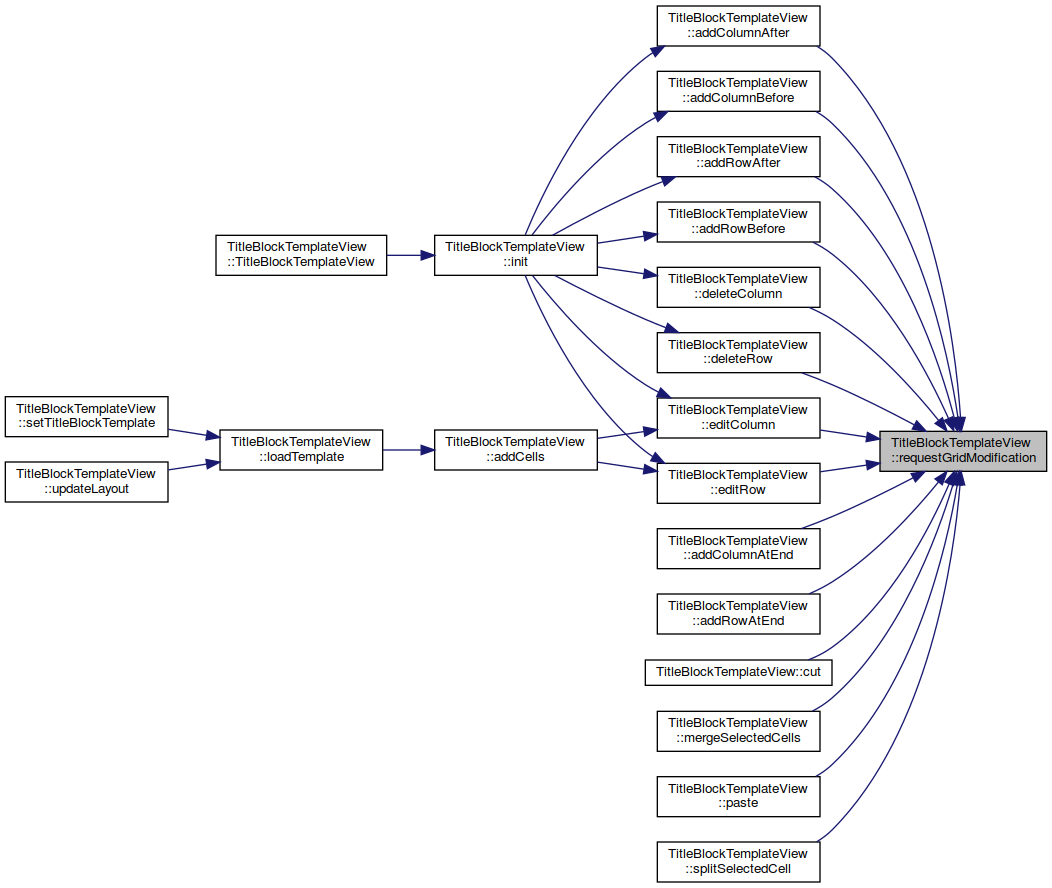 TitleBlockTemplateView
::addColumnAfter
TitleBlockTemplateView
::addColumnBefore
TitleBlockTemplateView
::addRowAfter
TitleBlockTemplateView
::addRowBefore
TitleBlockTemplateView
::TitleBlockTemplateView
TitleBlockTemplateView
::init
TitleBlockTemplateView
::deleteColumn
TitleBlockTemplateView
::deleteRow
TitleBlockTemplateView
::setTitleBlockTemplate
TitleBlockTemplateView
::editColumn
TitleBlockTemplateView
::loadTemplate
TitleBlockTemplateView
::addCells
TitleBlockTemplateView
::requestGridModification
TitleBlockTemplateView
::updateLayout
TitleBlockTemplateView
::editRow
TitleBlockTemplateView
::addColumnAtEnd
TitleBlockTemplateView
::addRowAtEnd
TitleBlockTemplateView::cut
TitleBlockTemplateView
::mergeSelectedCells
TitleBlockTemplateView
::paste
TitleBlockTemplateView
::splitSelectedCell